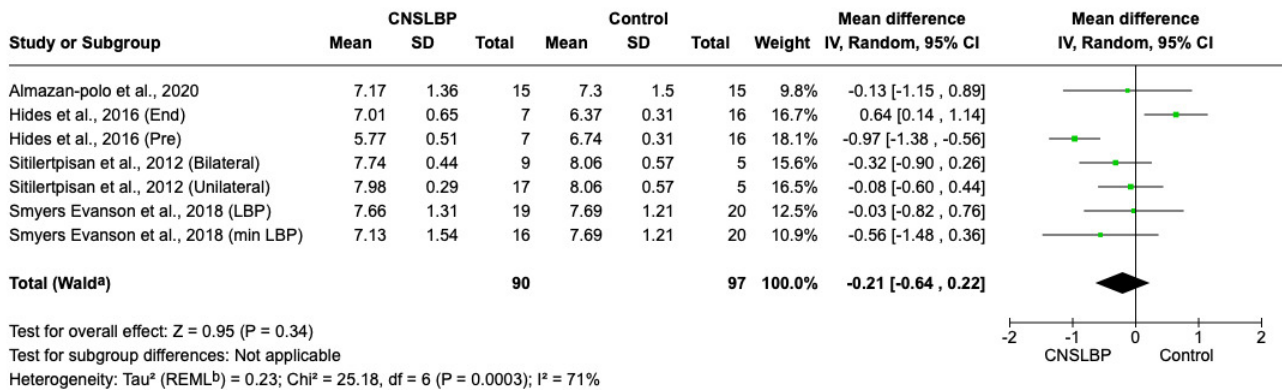 CNSLBP Control Mean difference Mean difference
Study or Subgroup Mean SD Total Mean SD Total Weight IV, Random, 95% CI IV, Random, 95% CI
Almazan-polo et al., 2020 7.17 1.36 15 7.3 1.5 15 9.8% -0.13 [-1.15 , 0.89]
Hides et al., 2016 (End) 7.01 0.65 7 6.37 0.31 16 16.7% 0.64 [0.14 , 1.14]
Hides et al., 2016 (Pre) 5.77 0.51 7 6.74 0.31 16 18.1% -0.97 [-1.38 , -0.56]
Sitilertpisan et al., 2012 (Bilateral) 7.74 0.44 9 8.06 0.57 5 15.6% -0.32 [-0.90 , 0.26]
Sitilertpisan et al., 2012 (Unilateral) 7.98 0.29 17 8.06 0.57 5 16.5% -0.08 [-0.60 , 0.44]
Smyers Evanson et al., 2018 (LBP) 7.66 1.31 19 7.69 1.21 20 12.5% -0.03 [-0.82 , 0.76]
Smyers Evanson et al., 2018 (min LBP) 7.13 1.54 16 7.69 1.21 20 10.9% -0.56 [-1.48 , 0.36]
Total (Waldᵃ) 90 97 100.0% -0.21 [-0.64 , 0.22]
Test for overall effect: Z = 0.95 (P = 0.34)
Test for subgroup differences: Not applicable
Heterogeneity: Tau² (REMLᵇ) = 0.23; Chi² = 25.18, df = 6 (P = 0.0003); I² = 71%
-2 -1 0 1 2
CNSLBP Control